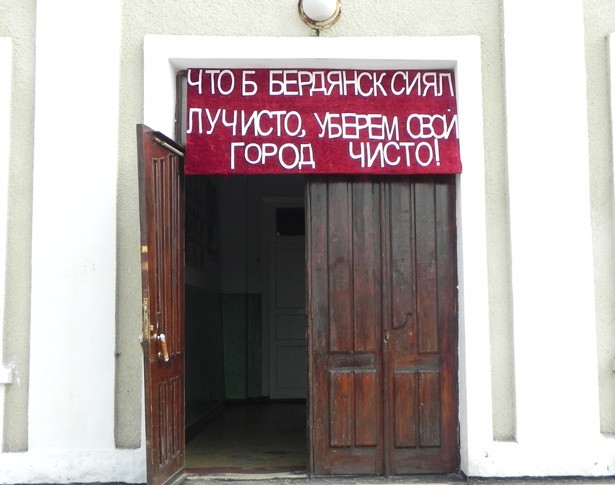 ЧТО Б БЕРДЯНСК СИЯЛ
ЛУЧИСТО, УБЕРЕМ СВОЙ
ГОРОД ЧИСТО!